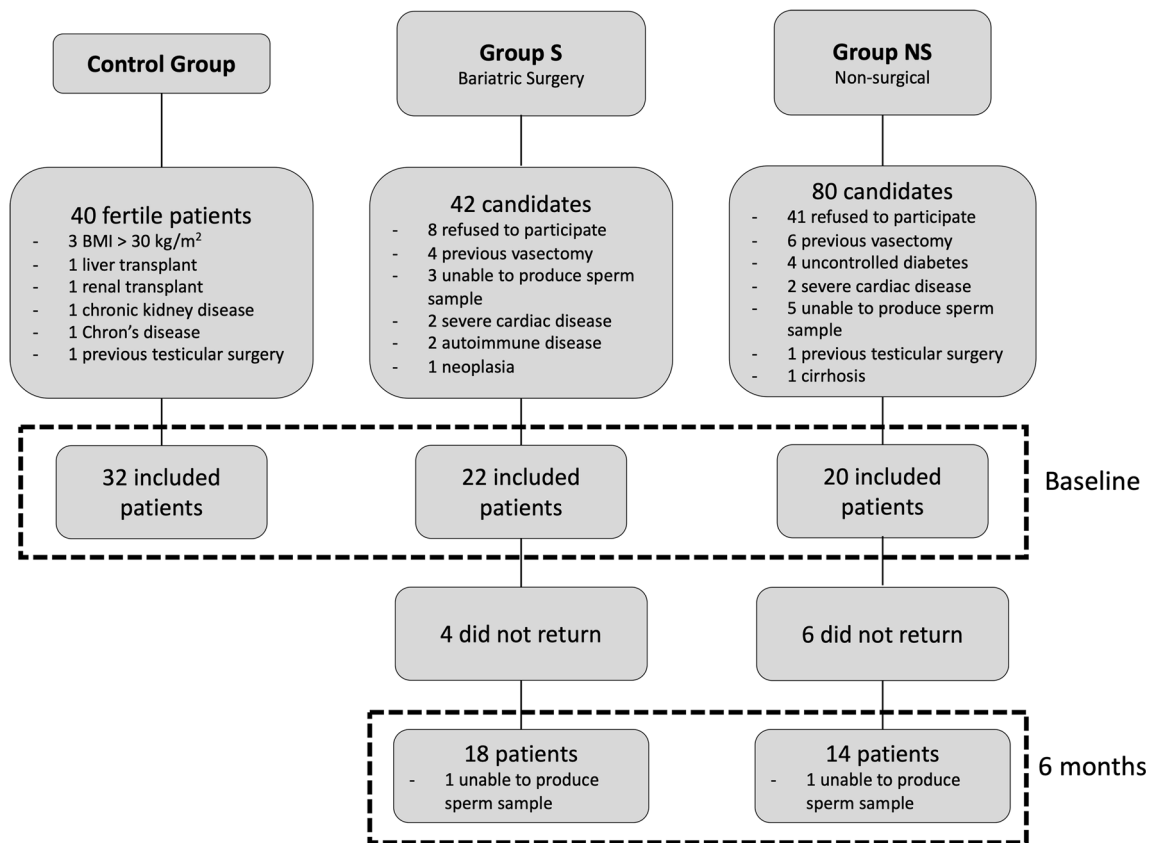 Control Group
Group S
Bariatric Surgery
Group NS
Non-surgical
40 fertile patients
- 3 BMI > 30 kg/m²
- 1 liver transplant
- 1 renal transplant
- 1 chronic kidney disease
- 1 Chron’s disease
- 1 previous testicular surgery
42 candidates
- 8 refused to participate
- 4 previous vasectomy
- 3 unable to produce sperm
sample
- 2 severe cardiac disease
- 2 autoimmune disease
- 1 neoplasia
80 candidates
- 41 refused to participate
- 6 previous vasectomy
- 4 uncontrolled diabetes
- 2 severe cardiac disease
- 5 unable to produce sperm
sample
- 1 previous testicular surgery
- 1 cirrhosis
32 included
patients
22 included
patients
20 included
patients
Baseline
4 did not return
6 did not return
18 patients
- 1 unable to produce
sperm sample
14 patients
- 1 unable to produce
sperm sample
6 months